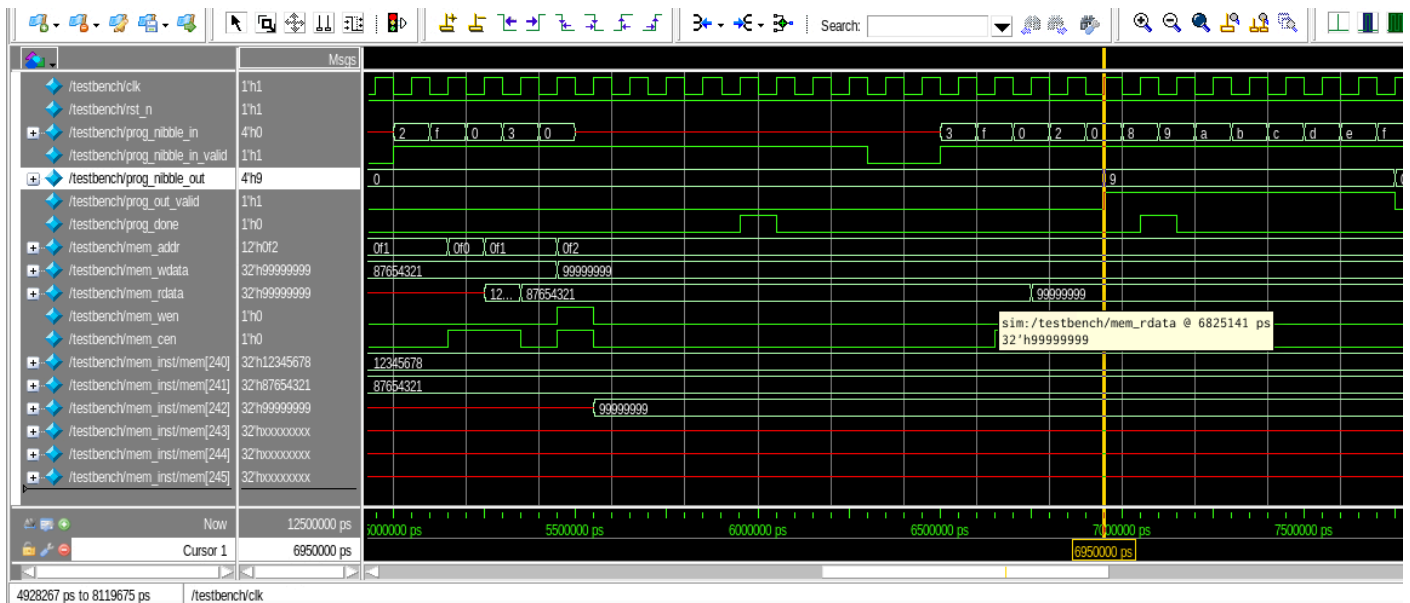 Search:
Msgs
/testbench/clk 1'h1
/testbench/rst_n 1'h1
/testbench/prog_nibble_in 4'h0 2 f 0 3 0 3 f 0 2 0 8 9 a b c d e f
/testbench/prog_nibble_in_valid 1'h1
/testbench/prog_nibble_out 4'h9 0 9
/testbench/prog_out_valid 1'h1
/testbench/prog_done 1'h0
/testbench/mem_addr 12'h0f2 0f1 0f0 0f1 0f2
/testbench/mem_wdata 32'h99999999 87654321 99999999
/testbench/mem_rdata 32'h99999999 12... 87654321 99999999
/testbench/mem_wen 1'h0
sim:/testbench/mem_rdata @ 6825141 ps
/testbench/mem_cen 1'h0
32'h99999999
/testbench/mem_inst/mem[240] 32'h12345678 12345678
/testbench/mem_inst/mem[241] 32'h87654321 87654321
/testbench/mem_inst/mem[242] 32'h99999999 99999999
/testbench/mem_inst/mem[243] 32'hxxxxxxxx
/testbench/mem_inst/mem[244] 32'hxxxxxxxx
/testbench/mem_inst/mem[245] 32'hxxxxxxxx
Now 12500000 ps 5000000 ps 5500000 ps 6000000 ps 6500000 ps 7000000 ps 7500000 ps
Cursor 1 6950000 ps 6950000 ps
4928267 ps to 8119675 ps /testbench/clk